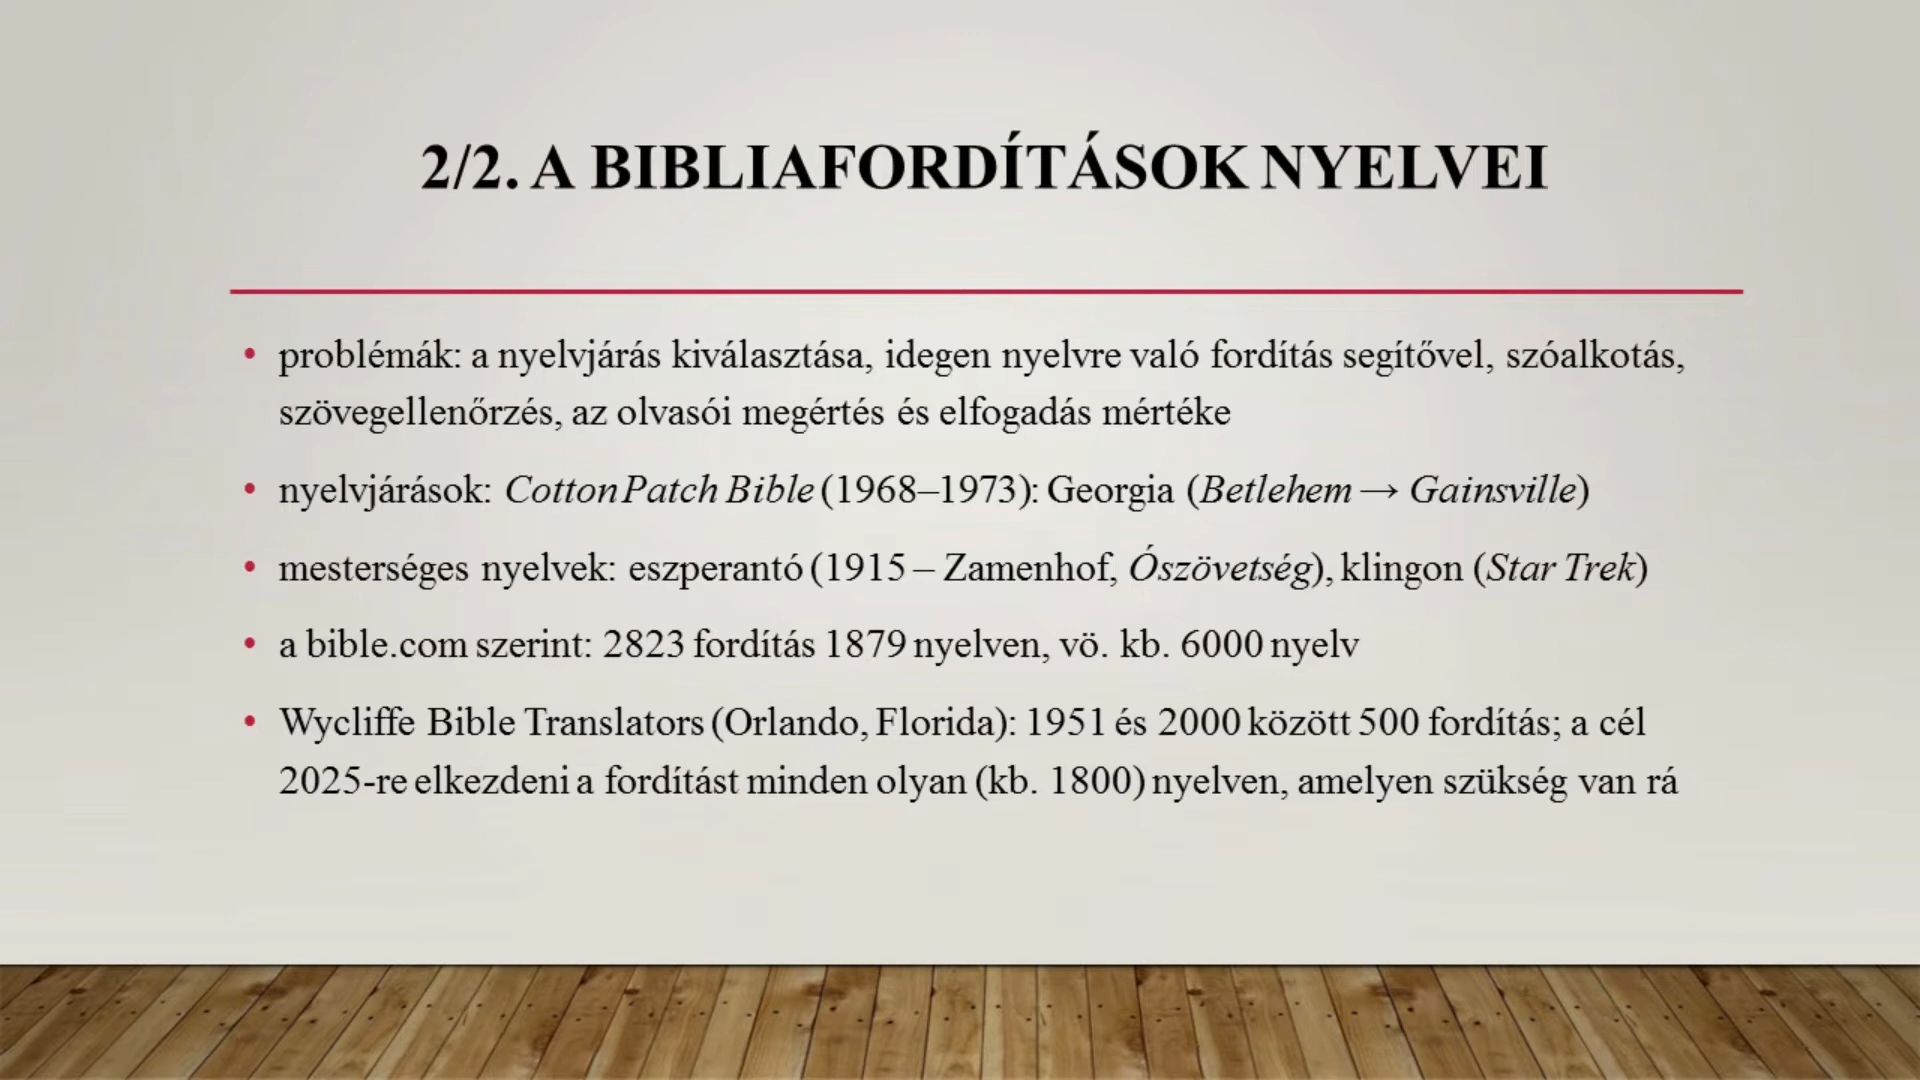 2/2. A BIBLIAFORDÍTÁSOK NYELVEI
• problémák: a nyelvjárás kiválasztása, idegen nyelvre való fordítás segítővel, szóalkotás,
szövegellenőrzés, az olvasói megértés és elfogadás mértéke
• nyelvjárások: Cotton Patch Bible (1968–1973): Georgia (Betlehem → Gainsville)
• mesterséges nyelvek: eszperantó (1915 – Zamenhof, Ószövetség), klingon (Star Trek)
• a bible.com szerint: 2823 fordítás 1879 nyelven, vö. kb. 6000 nyelv
• Wycliffe Bible Translators (Orlando, Florida): 1951 és 2000 között 500 fordítás; a cél
2025-re elkezdeni a fordítást minden olyan (kb. 1800) nyelven, amelyen szükség van rá